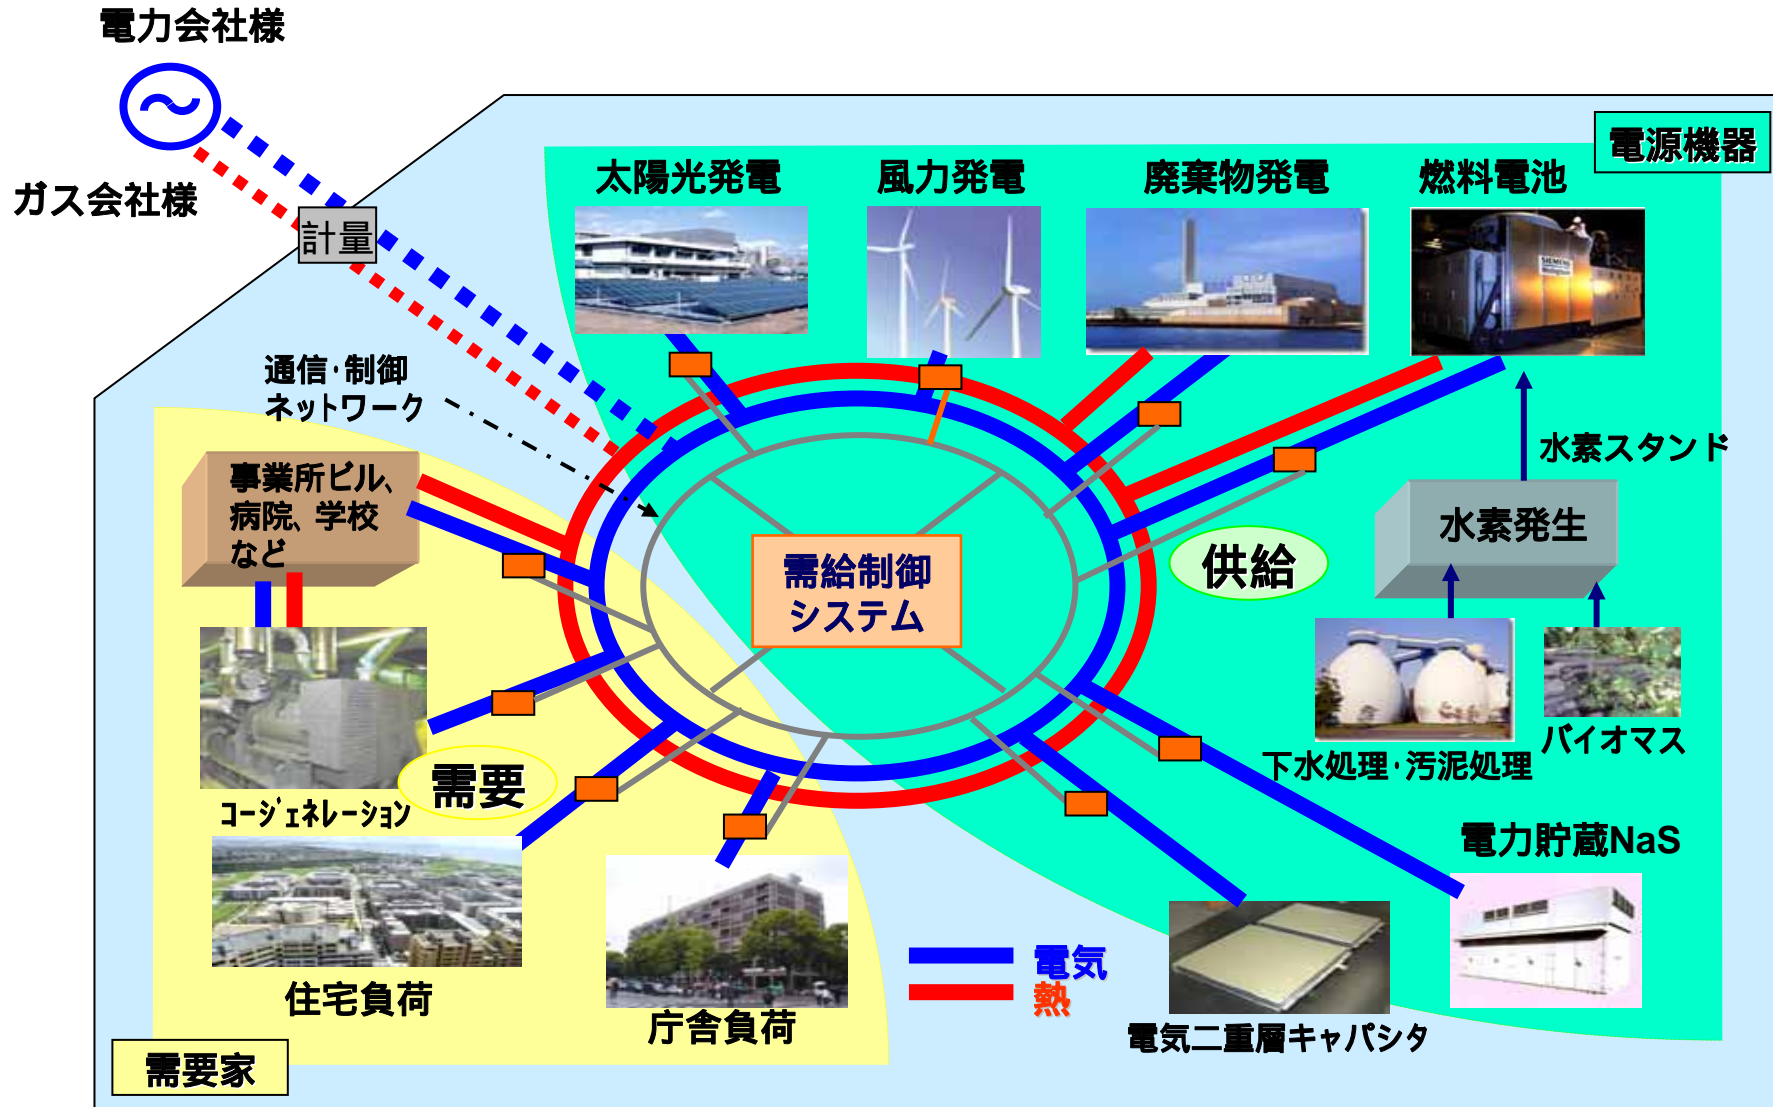 電力会社様
ガス会社様
計量
電源機器
太陽光発電
風力発電
廃棄物発電
燃料電池
SIEMENS
通信・制御
ネットワーク
水素スタンド
事業所ビル、
病院、学校
など
水素発生
供給
需給制御
システム
下水処理・汚泥処理
バイオマス
需要
ｺｰｼﾞｪﾈﾚｰｼｮﾝ
電力貯蔵NaS
住宅負荷
庁舎負荷
電気
熱
電気二重層キャパシタ
需要家